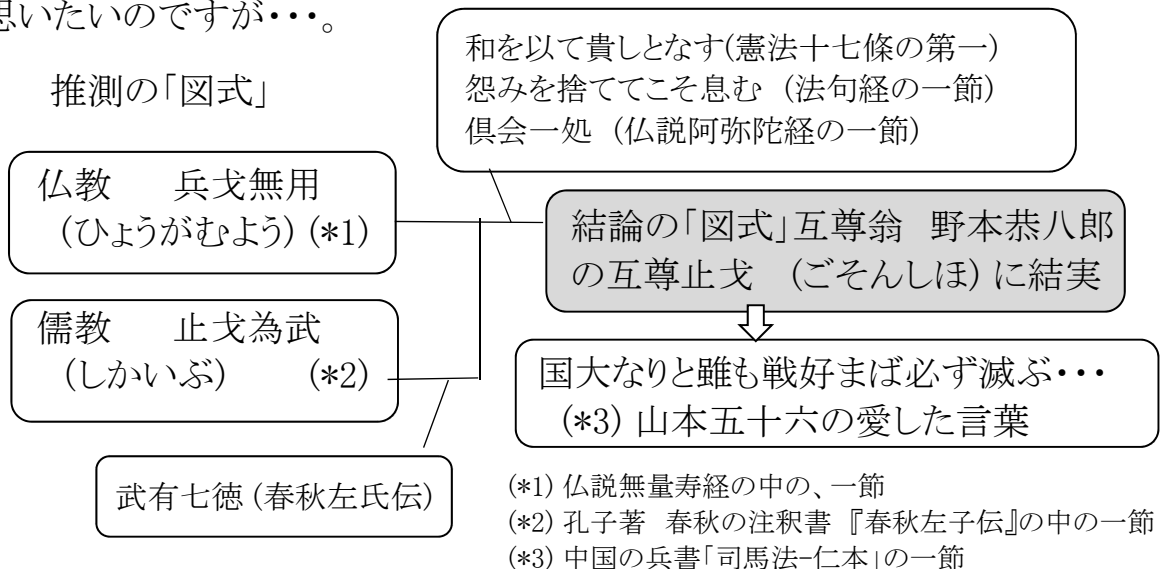 思いたいのですが・・・。
推測の「図式」
和を以て貴しとなす(憲法十七條の第一)
怨みを捨ててこそ息む (法句経の一節)
倶会一処 (仏説阿弥陀経の一節)
仏教 兵戈無用
(ひょうがむよう) (*1)
結論の「図式」互尊翁 野本恭八郎
の互尊止戈 (ごそんしほ) に結実
儒教 止戈為武
(しかいぶ) (*2)
国大なりと雖も戦好まば必ず滅ぶ・・・
(*3) 山本五十六の愛した言葉
武有七徳 (春秋左氏伝)
(*1) 仏説無量寿経の中の、一節
(*2) 孔子著 春秋の注釈書 『春秋左子伝』の中の一節
(*3) 中国の兵書「司馬法-仁本」の一節